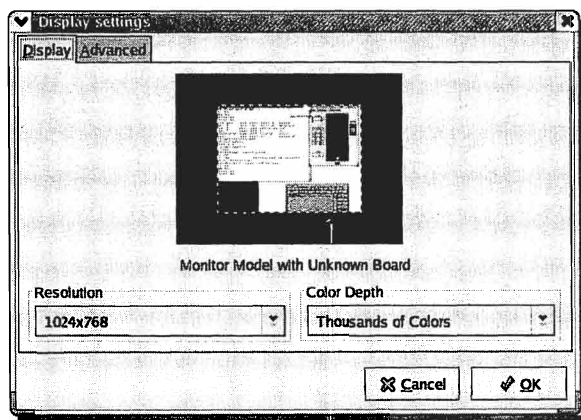 Display settings
Display Advanced
Monitor Model with Unknown Board
Resolution Color Depth
1024x768 Thousands of Colors
Cancel OK